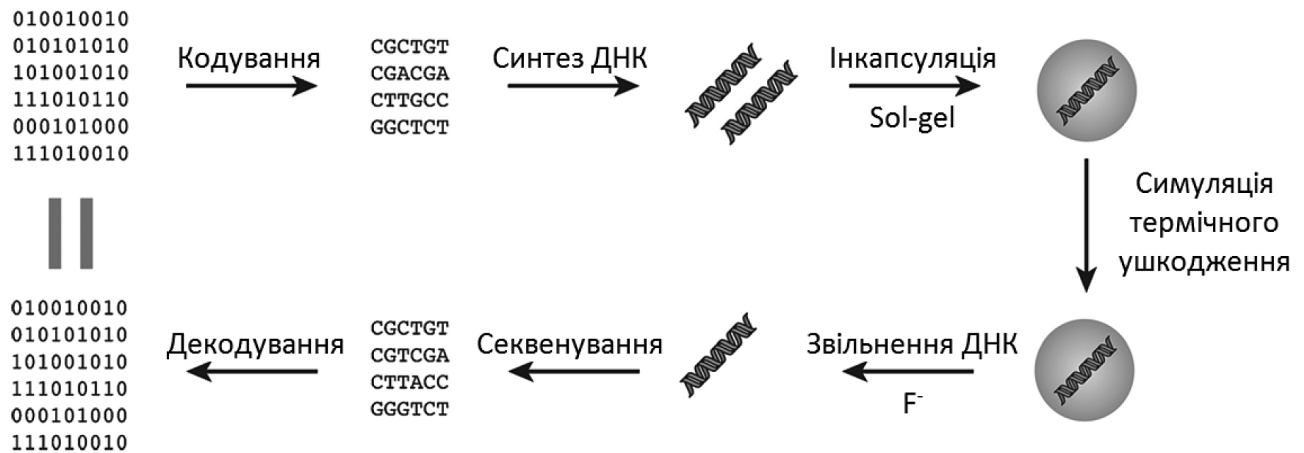 010010010
010101010
101001010
111010110
000101000
111010010
Кодування
CGCTGT
CGACGA
CTTGCC
GGCTCT
Синтез ДНК
Інкапсуляція
Sol-gel
Симуляція
термічного
ушкодження
Звільнення ДНК
F-
Секвенування
CGCTGT
CGTCGA
CTTACC
GGGTCT
Декодування
010010010
010101010
101001010
111010110
000101000
111010010